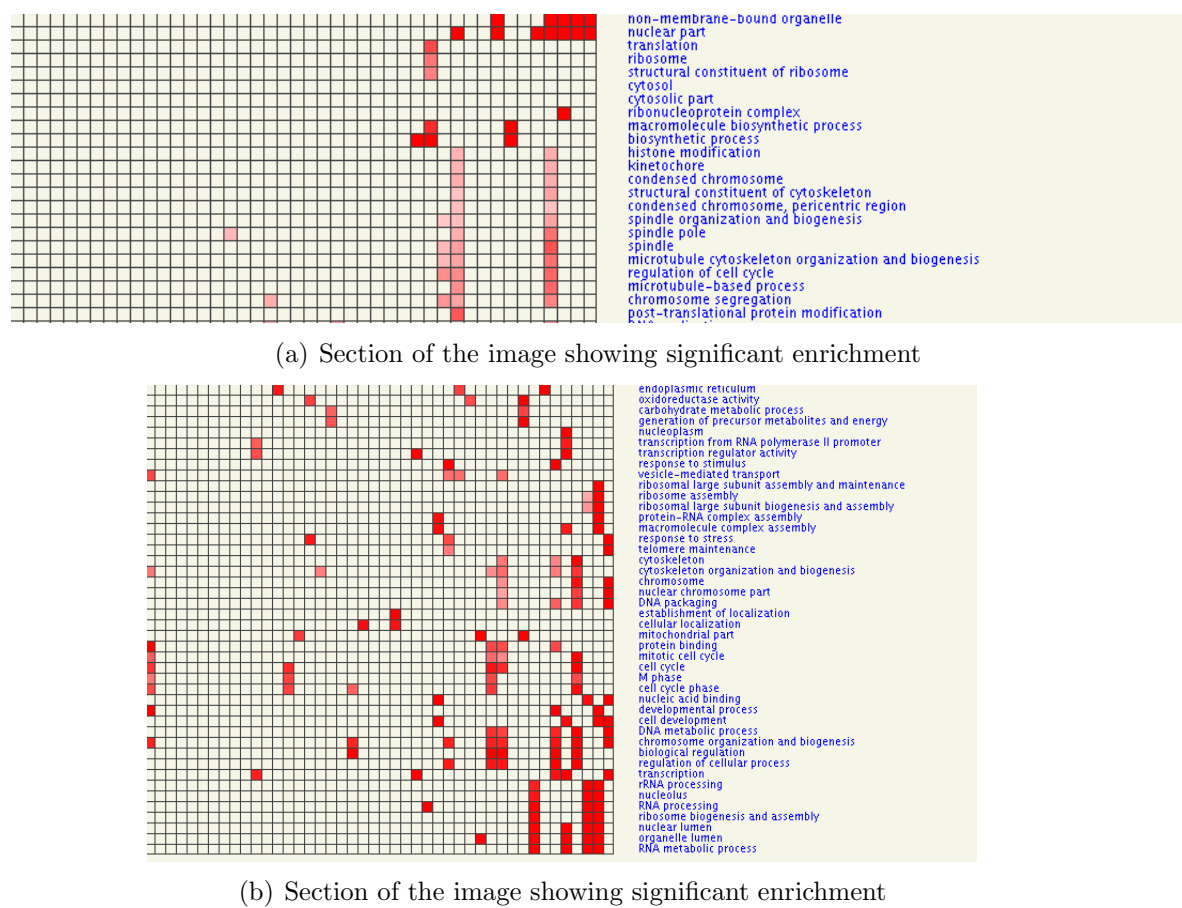 non-membrane-bound organelle
nuclear part
translation
ribosome
structural constituent of ribosome
cytosol
cytosolic part
ribonucleoprotein complex
macromolecule biosynthetic process
biosynthetic process
histone modification
kinetochore
condensed chromosome
structural constituent of cytoskeleton
condensed chromosome, pericentric region
spindle organization and biogenesis
spindle pole
spindle
microtubule cytoskeleton organization and biogenesis
regulation of cell cycle
microtubule-based process
chromosome segregation
post-translational protein modification
(a) Section of the image showing significant enrichment
endoplasmic reticulum
oxidoreductase activity
carbohydrate metabolic process
generation of precursor metabolites and energy
nucleoplasm
transcription from RNA polymerase II promoter
transcription regulator activity
response to stimulus
vesicle-mediated transport
ribosomal large subunit assembly and maintenance
ribosome assembly
ribosomal large subunit biogenesis and assembly
protein-RNA complex assembly
macromolecule complex assembly
response to stress
telomere maintenance
cytoskeleton
cytoskeleton organization and biogenesis
chromosome
nuclear chromosome part
DNA packaging
establishment of localization
cellular localization
mitochondrial part
protein binding
mitotic cell cycle
cell cycle
M phase
cell cycle phase
nucleic acid binding
developmental process
cell development
DNA metabolic process
chromosome organization and biogenesis
biological regulation
regulation of cellular process
transcription
rRNA processing
nucleolus
RNA processing
ribosome biogenesis and assembly
nuclear lumen
organelle lumen
RNA metabolic process
(b) Section of the image showing significant enrichment